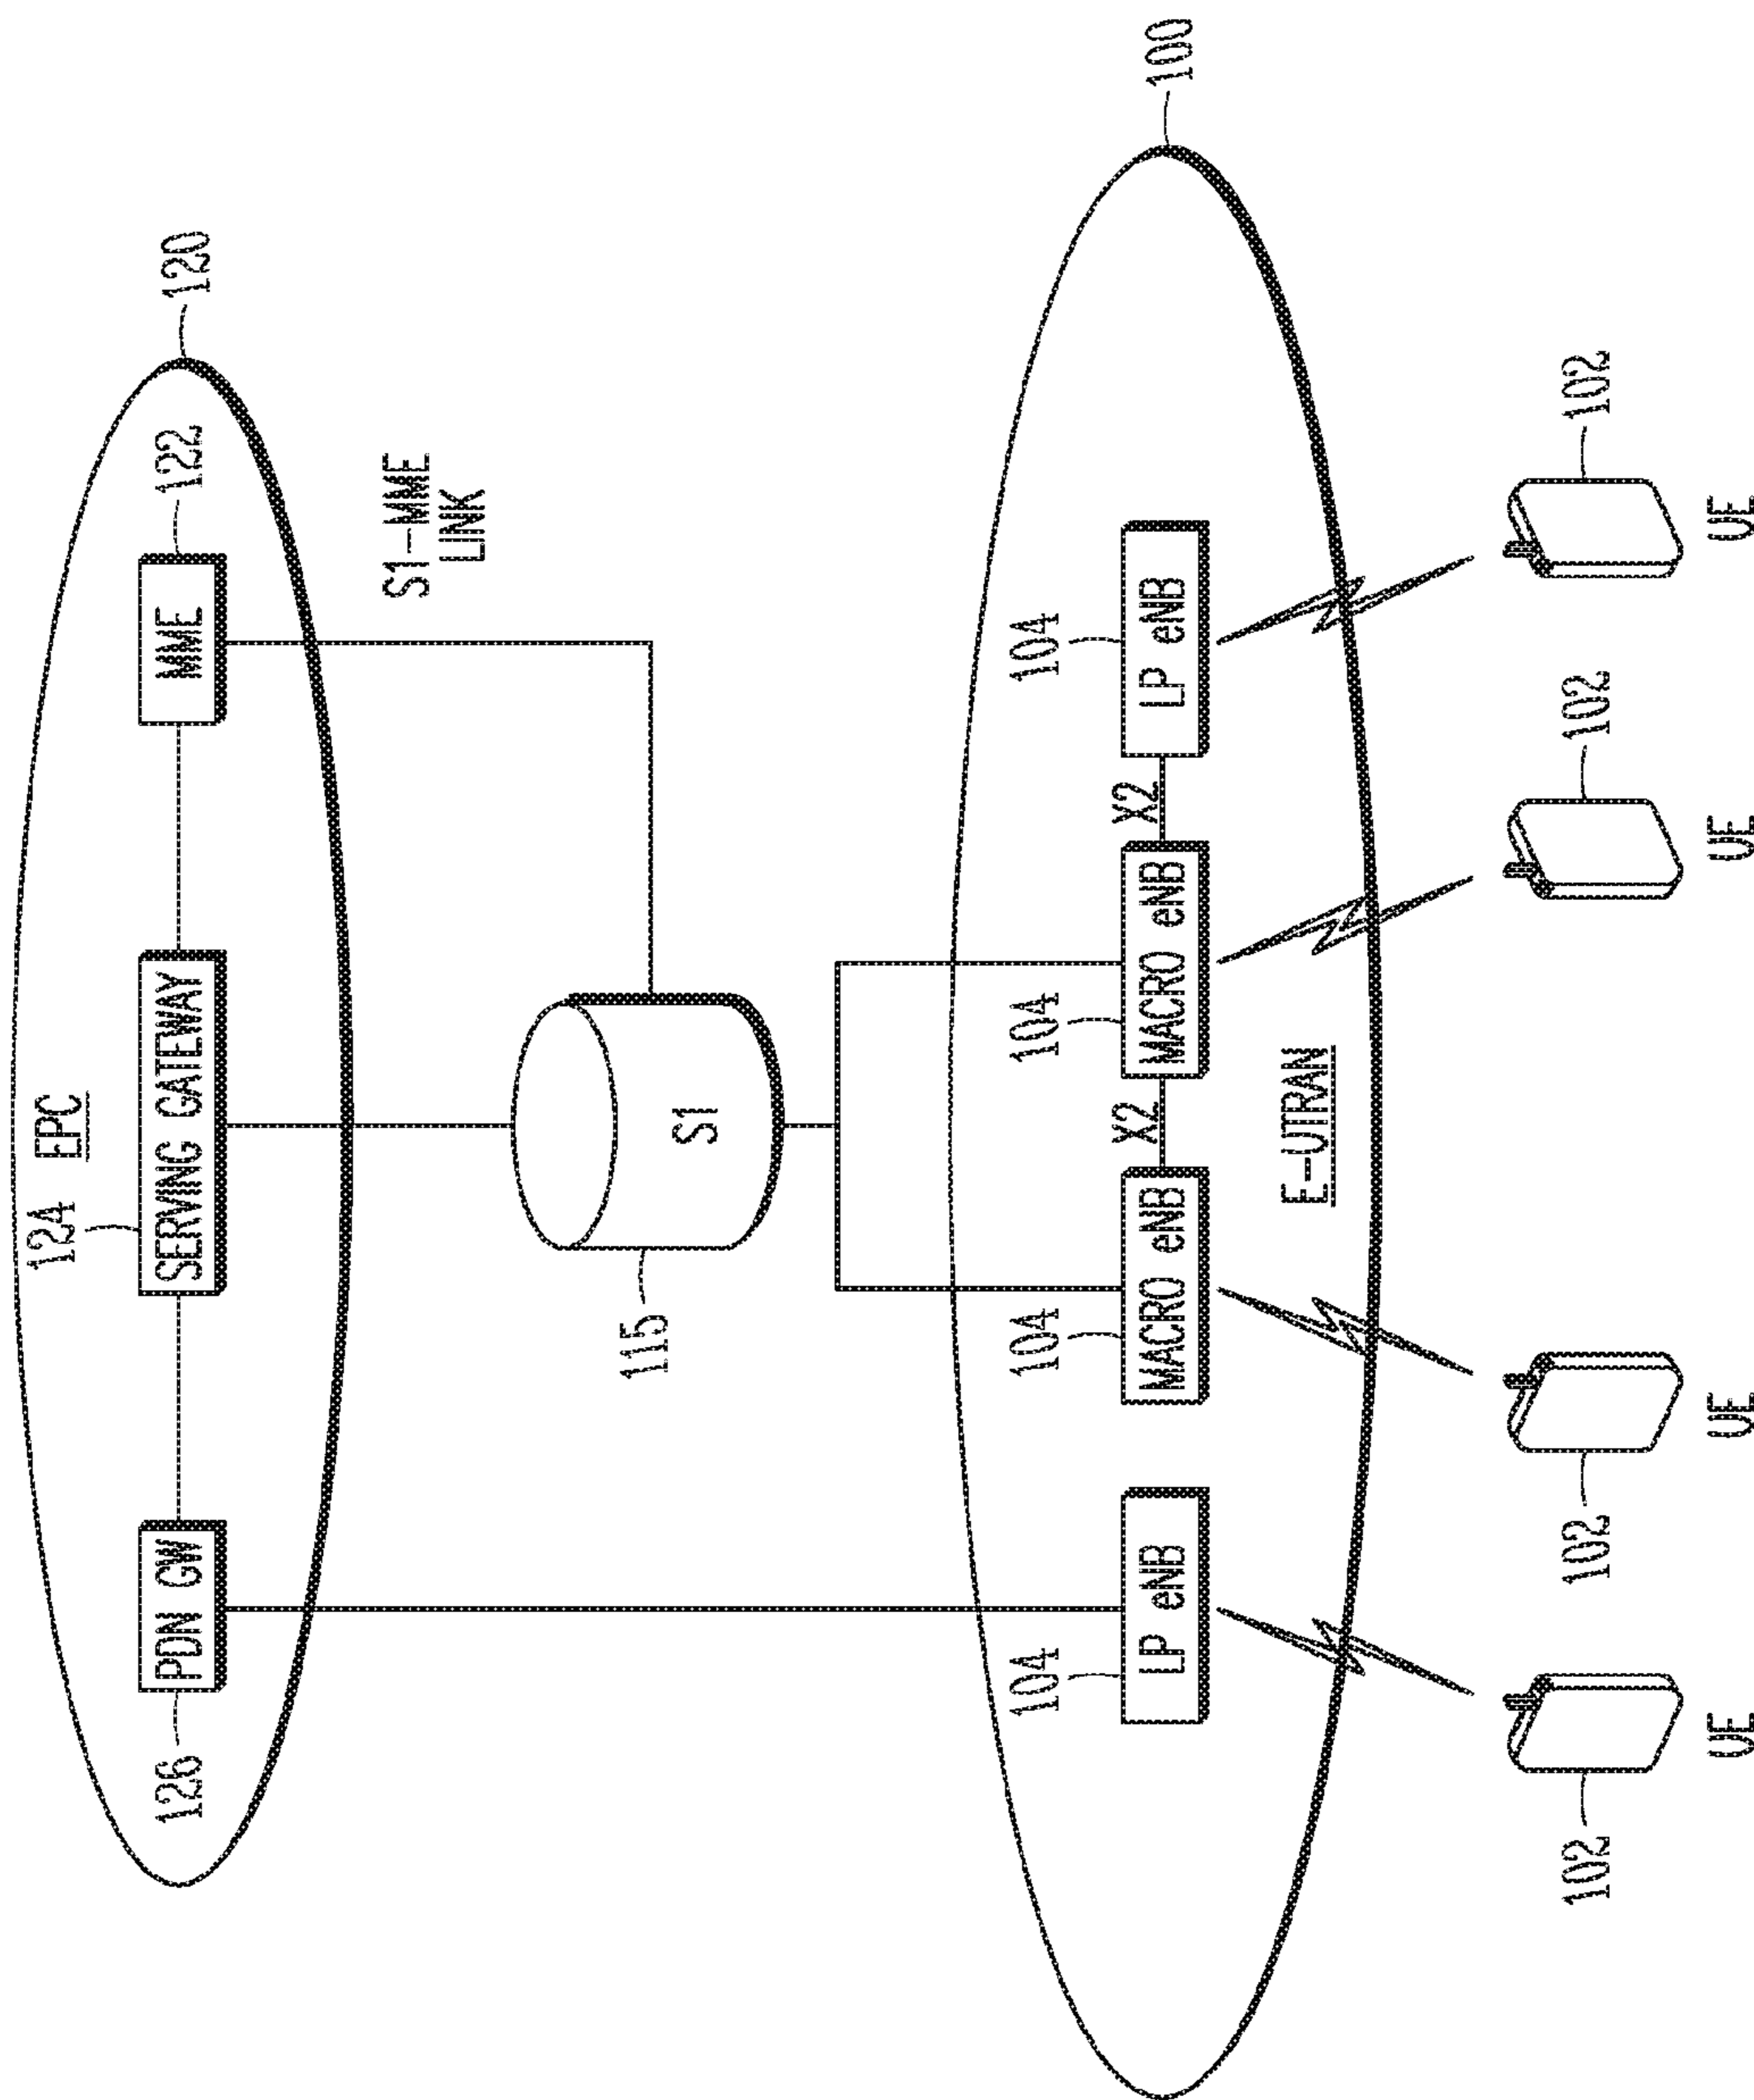 120
EPC
124
126
PDN GW
SERVING GATEWAY
MME
122
S1-MME
LINK
S1
115
100
104
104
104
104
LP eNB
MACRO eNB
X2
MACRO eNB
X2
LP eNB
E-UTRAN
102
102
102
102
UE
UE
UE
UE